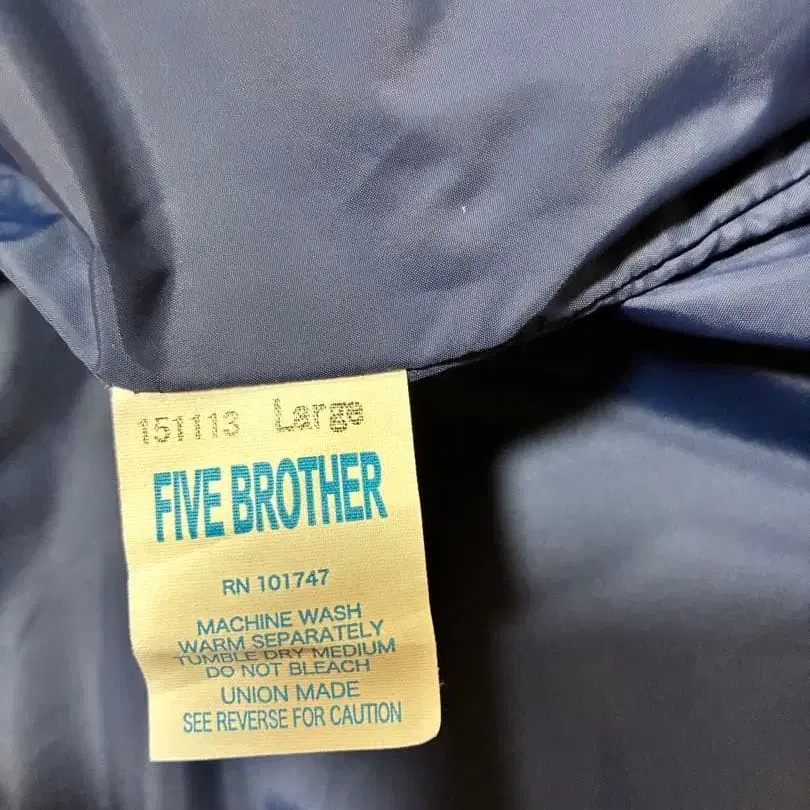 151113 Large
FIVE BROTHER
RN 101747
MACHINE WASH
WARM SEPARATELY
TUMBLE DRY MEDIUM
DO NOT BLEACH
UNION MADE
SEE REVERSE FOR CAUTION